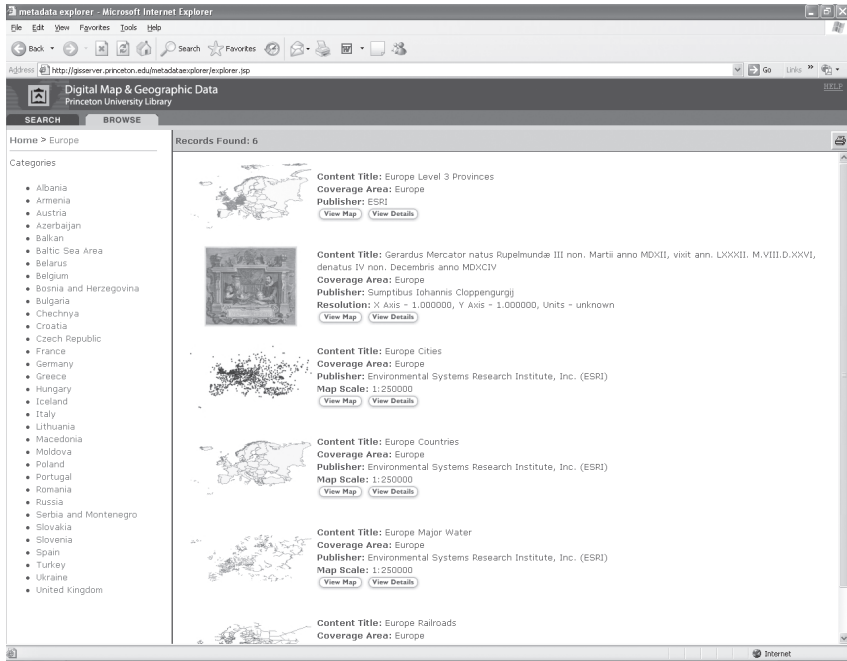 metadata explorer - Microsoft Internet Explorer
File Edit View Favorites Tools Help
Back Search Favorites
Address http://gisserver.princeton.edu/metadataexplorer/explorer.jsp Go Links »
Digital Map & Geographic Data HELP
Princeton University Library
SEARCH BROWSE
Home > Europe
Categories
• Albania
• Armenia
• Austria
• Azerbaijan
• Balkan
• Baltic Sea Area
• Belarus
• Belgium
• Bosnia and Herzegovina
• Bulgaria
• Chechnya
• Croatia
• Czech Republic
• France
• Germany
• Greece
• Hungary
• Iceland
• Italy
• Lithuania
• Macedonia
• Moldova
• Poland
• Portugal
• Romania
• Russia
• Serbia and Montenegro
• Slovakia
• Slovenia
• Spain
• Turkey
• Ukraine
• United Kingdom
Records Found: 6
Content Title: Europe Level 3 Provinces
Coverage Area: Europe
Publisher: ESRI
View Map View Details
Content Title: Gerardus Mercator natus Rupelmundæ III non. Martii anno MDXII, vixit ann. LXXXII. M.VIII.D.XXVI,
denatus IV non. Decembris anno MDXCIV
Coverage Area: Europe
Publisher: Sumptibus Iohannis Cloppengurgij
Resolution: X Axis - 1.000000, Y Axis - 1.000000, Units - unknown
View Map View Details
Content Title: Europe Cities
Coverage Area: Europe
Publisher: Environmental Systems Research Institute, Inc. (ESRI)
Map Scale: 1:250000
View Map View Details
Content Title: Europe Countries
Coverage Area: Europe
Publisher: Environmental Systems Research Institute, Inc. (ESRI)
Map Scale: 1:250000
View Map View Details
Content Title: Europe Major Water
Coverage Area: Europe
Publisher: Environmental Systems Research Institute, Inc. (ESRI)
Map Scale: 1:250000
View Map View Details
Content Title: Europe Railroads
Coverage Area: Europe
Internet